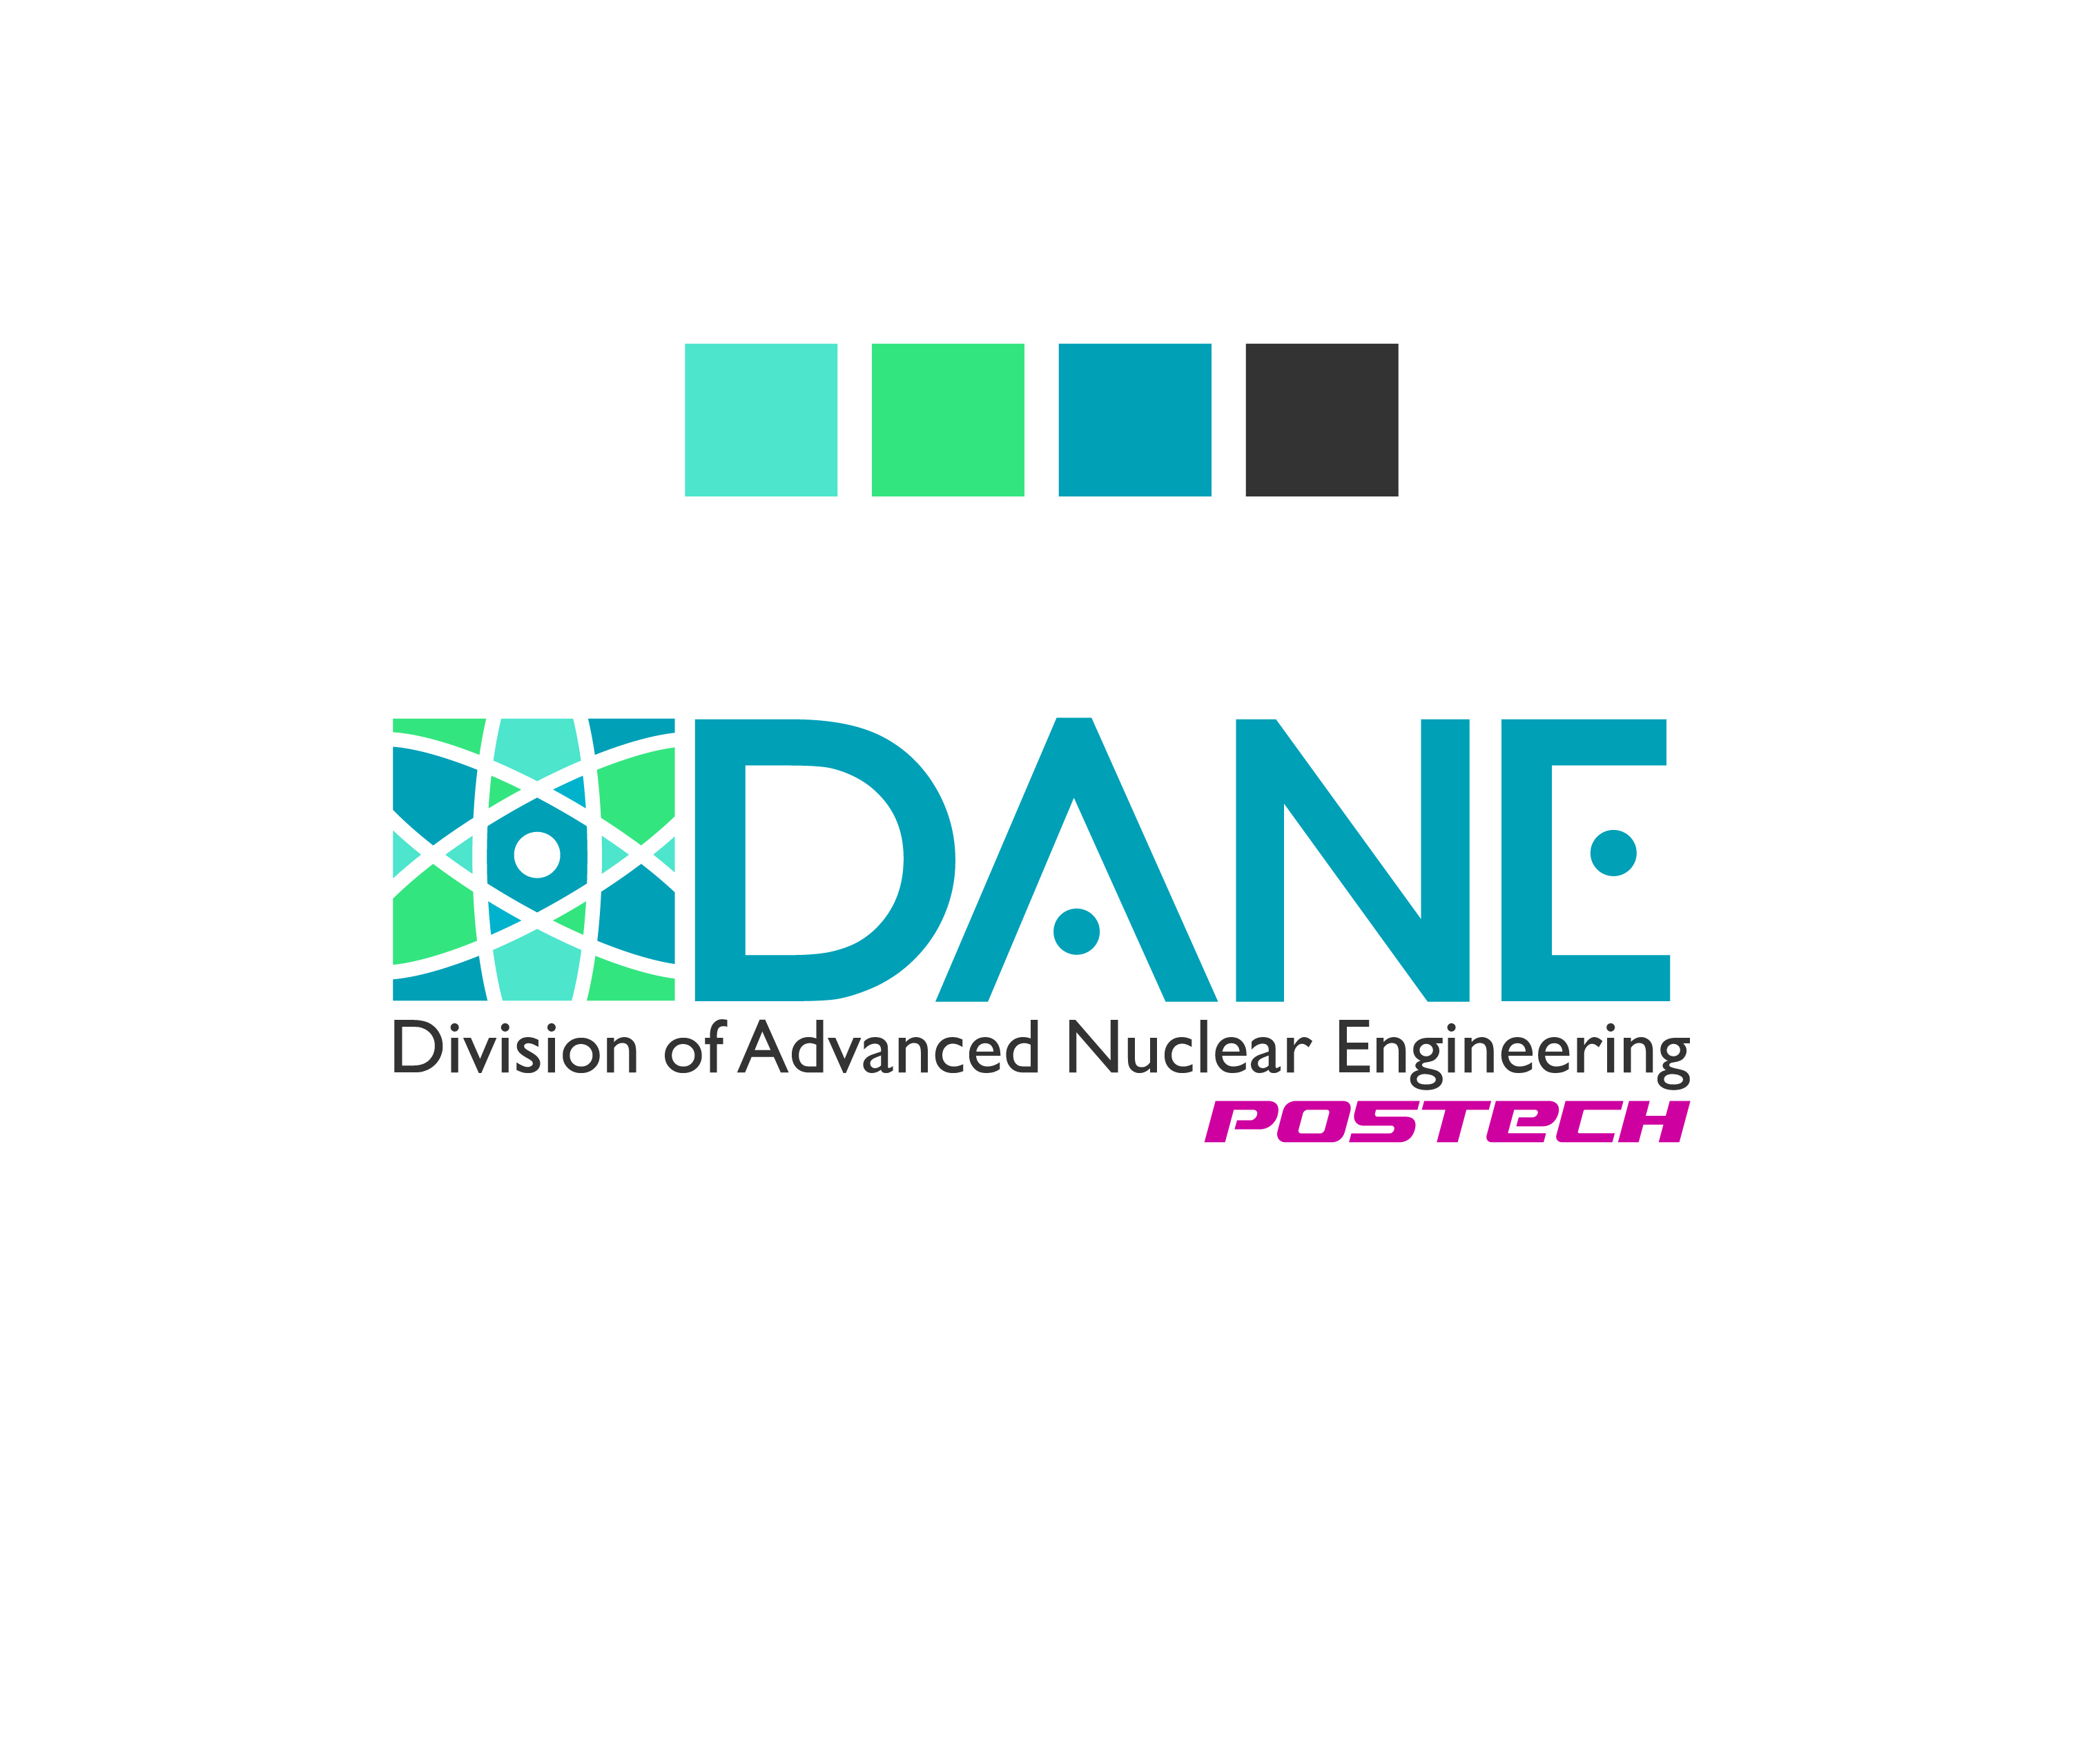 DANE
Division of Advanced Nuclear Engineering
POSTECH